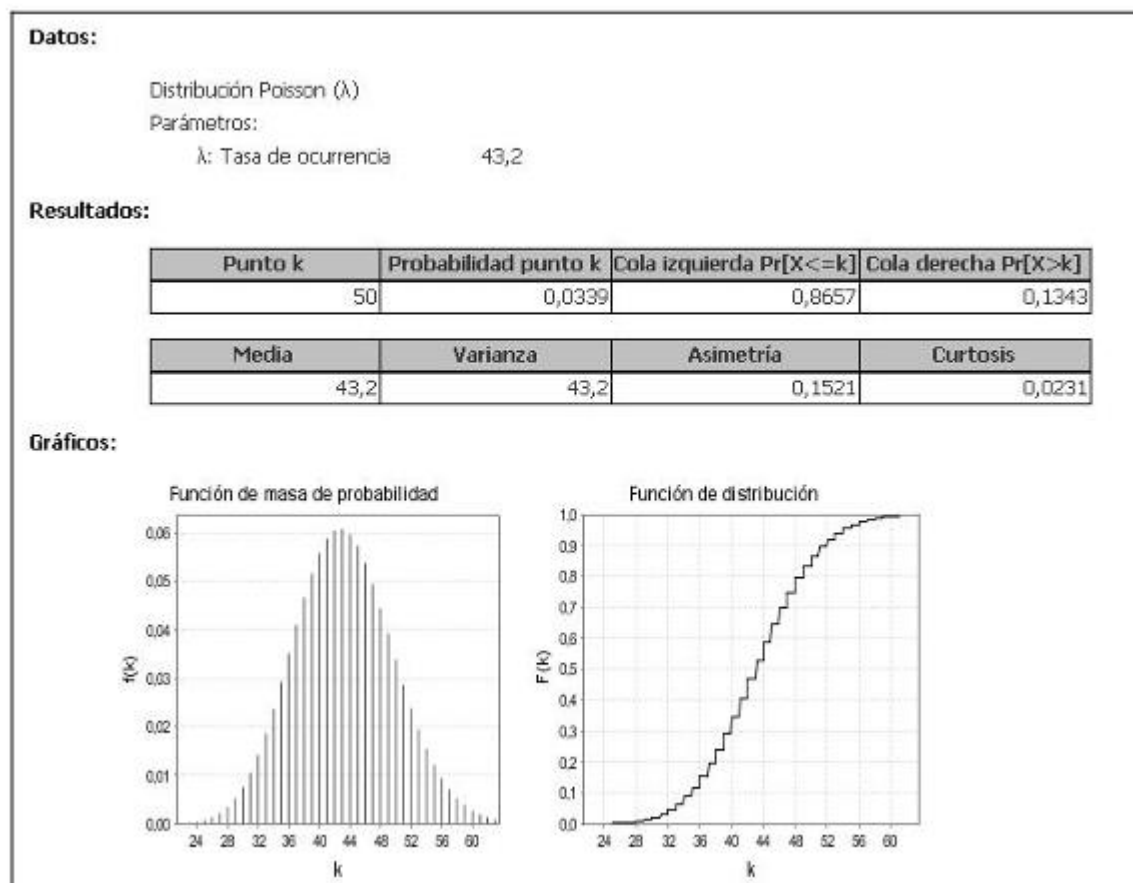 Datos:
Distribución Poisson (λ)
Parámetros:
λ: Tasa de ocurrencia 43,2
Resultados:
Punto k Probabilidad punto k Cola izquierda Pr[X<=k] Cola derecha Pr[X>k]
50 0,0339 0,8657 0,1343
Media Varianza Asimetría Curtosis
43,2 43,2 0,1521 0,0231
Gráficos:
Función de masa de probabilidad
0,06
0,05
0,04
0,03
0,02
0,01
0,00
f(k)
24 28 32 36 40 44 48 52 56 60
k
Función de distribución
1,0
0,9
0,8
0,7
0,6
0,5
0,4
0,3
0,2
0,1
0,0
F(k)
24 28 32 36 40 44 48 52 56 60
k